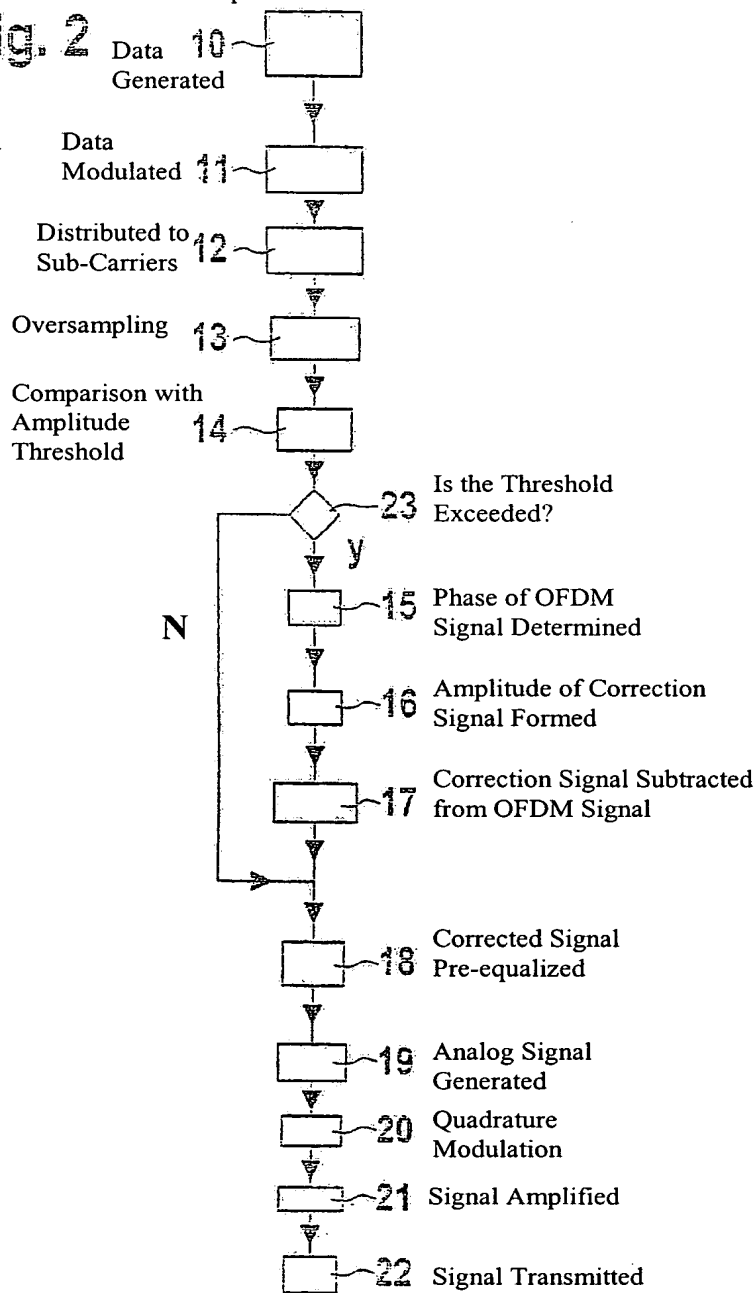 g. 2
Data
Generated
10
Data
Modulated
11
Distributed to
Sub-Carriers
12
Oversampling
13
Comparison with
Amplitude
Threshold
14
23
Is the Threshold
Exceeded?
y
N
15
Phase of OFDM
Signal Determined
16
Amplitude of Correction
Signal Formed
17
Correction Signal Subtracted
from OFDM Signal
18
Corrected Signal
Pre-equalized
19
Analog Signal
Generated
20
Quadrature
Modulation
21
Signal Amplified
22
Signal Transmitted